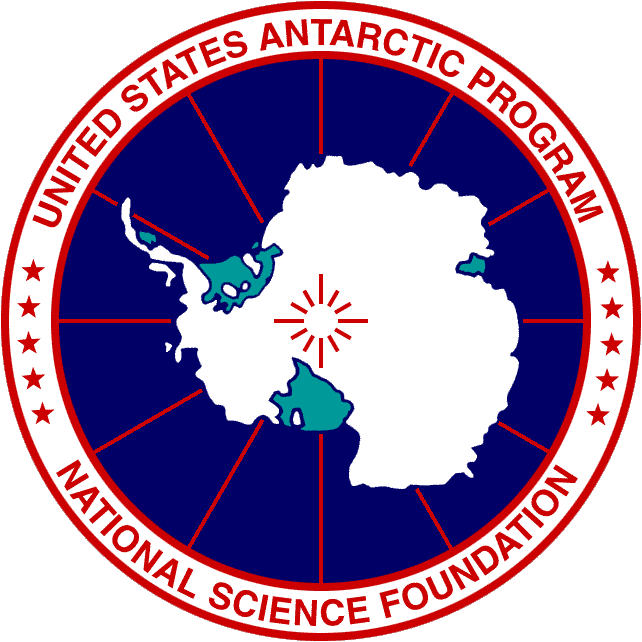 UNITED STATES ANTARCTIC PROGRAM
NATIONAL SCIENCE FOUNDATION